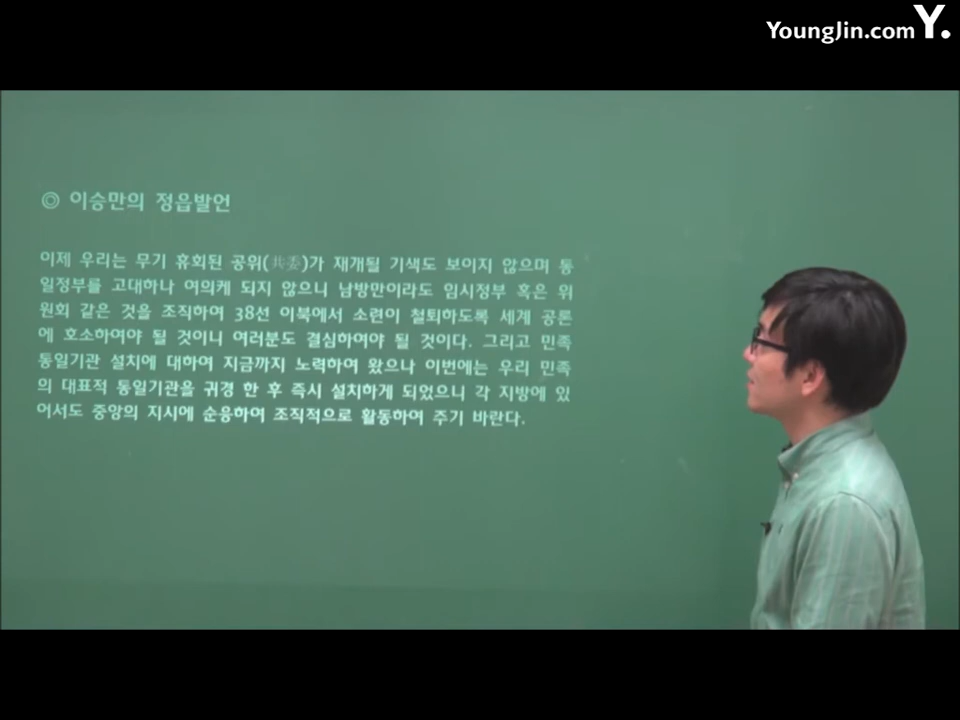 YoungJin.com Y.
◎ 이승만의 정읍발언
이제 우리는 무기 휴회된 공위(共委)가 재개될 기색도 보이지 않으며 통
일정부를 고대하나 여의케 되지 않으니 남방만이라도 임시정부 혹은 위
원회 같은 것을 조직하여 38선 이북에서 소련이 철퇴하도록 세계 공론
에 호소하여야 될 것이니 여러분도 결심하여야 될 것이다. 그리고 민족
통일기관 설치에 대하여 지금까지 노력하여 왔으나 이번에는 우리 민족
의 대표적 통일기관을 귀경 한 후 즉시 설치하게 되었으니 각 지방에 있
어서도 중앙의 지시에 순응하여 조직적으로 활동하여 주기 바란다.